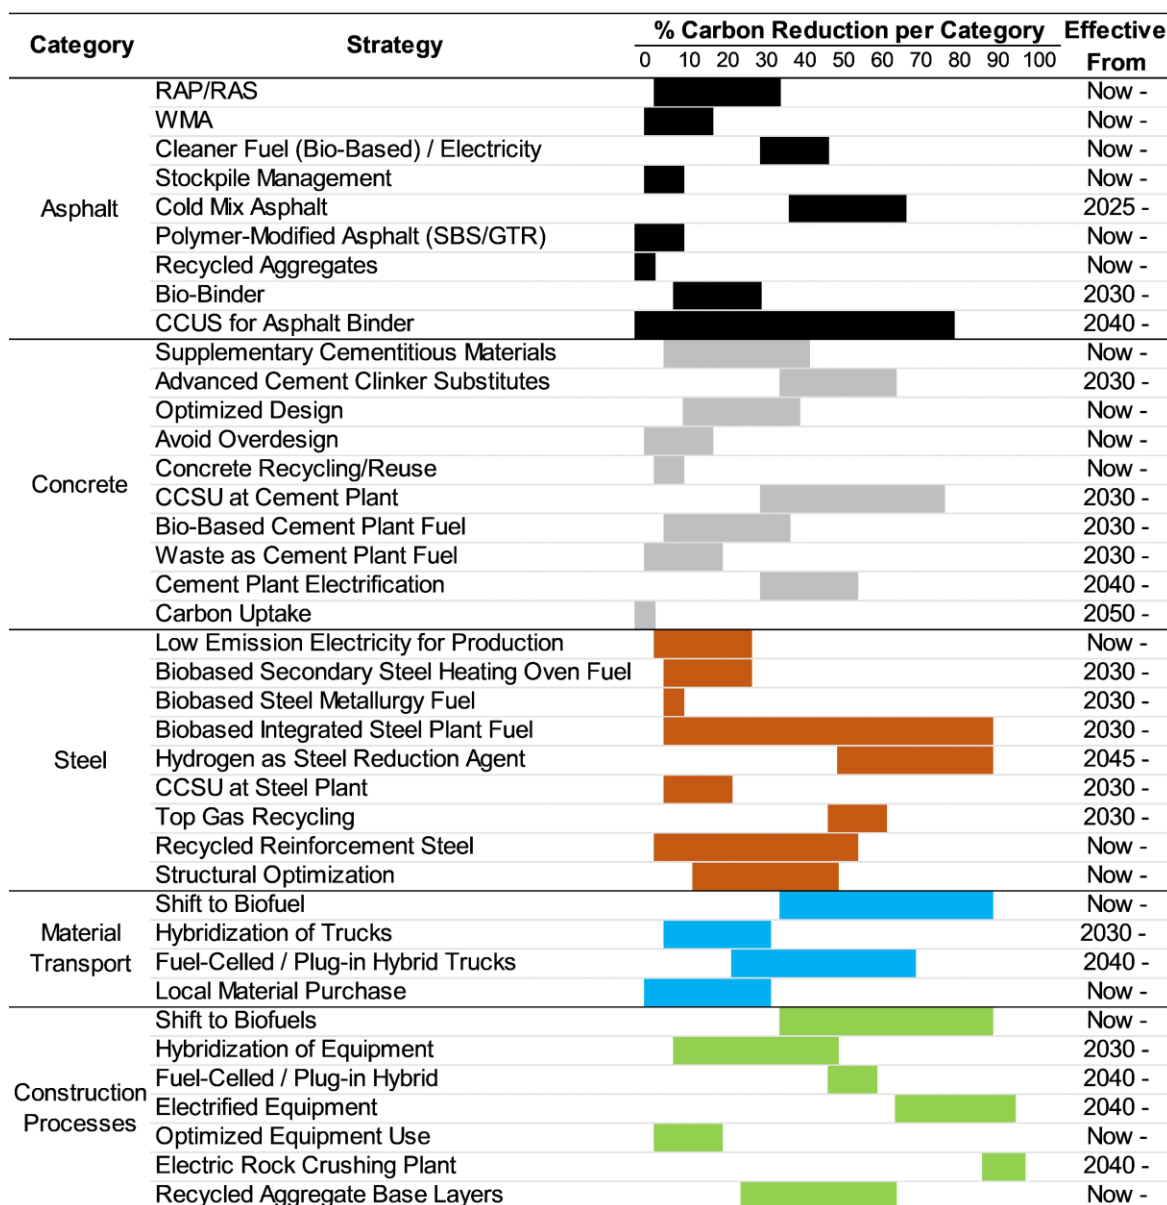 Category Strategy % Carbon Reduction per Category Effective From
0 10 20 30 40 50 60 70 80 90 100
Asphalt
RAP/RAS Now -
WMA Now -
Cleaner Fuel (Bio-Based) / Electricity Now -
Stockpile Management Now -
Cold Mix Asphalt 2025 -
Polymer-Modified Asphalt (SBS/GTR) Now -
Recycled Aggregates Now -
Bio-Binder 2030 -
CCUS for Asphalt Binder 2040 -
Concrete
Supplementary Cementitious Materials Now -
Advanced Cement Clinker Substitutes 2030 -
Optimized Design Now -
Avoid Overdesign Now -
Concrete Recycling/Reuse Now -
CCSU at Cement Plant 2030 -
Bio-Based Cement Plant Fuel 2030 -
Waste as Cement Plant Fuel 2030 -
Cement Plant Electrification 2040 -
Carbon Uptake 2050 -
Steel
Low Emission Electricity for Production Now -
Biobased Secondary Steel Heating Oven Fuel 2030 -
Biobased Steel Metallurgy Fuel 2030 -
Biobased Integrated Steel Plant Fuel 2030 -
Hydrogen as Steel Reduction Agent 2045 -
CCSU at Steel Plant 2030 -
Top Gas Recycling 2030 -
Recycled Reinforcement Steel Now -
Structural Optimization Now -
Material Transport
Shift to Biofuel Now -
Hybridization of Trucks 2030 -
Fuel-Celled / Plug-in Hybrid Trucks 2040 -
Local Material Purchase Now -
Construction Processes
Shift to Biofuels Now -
Hybridization of Equipment 2030 -
Fuel-Celled / Plug-in Hybrid 2040 -
Electrified Equipment 2040 -
Optimized Equipment Use Now -
Electric Rock Crushing Plant 2040 -
Recycled Aggregate Base Layers Now -